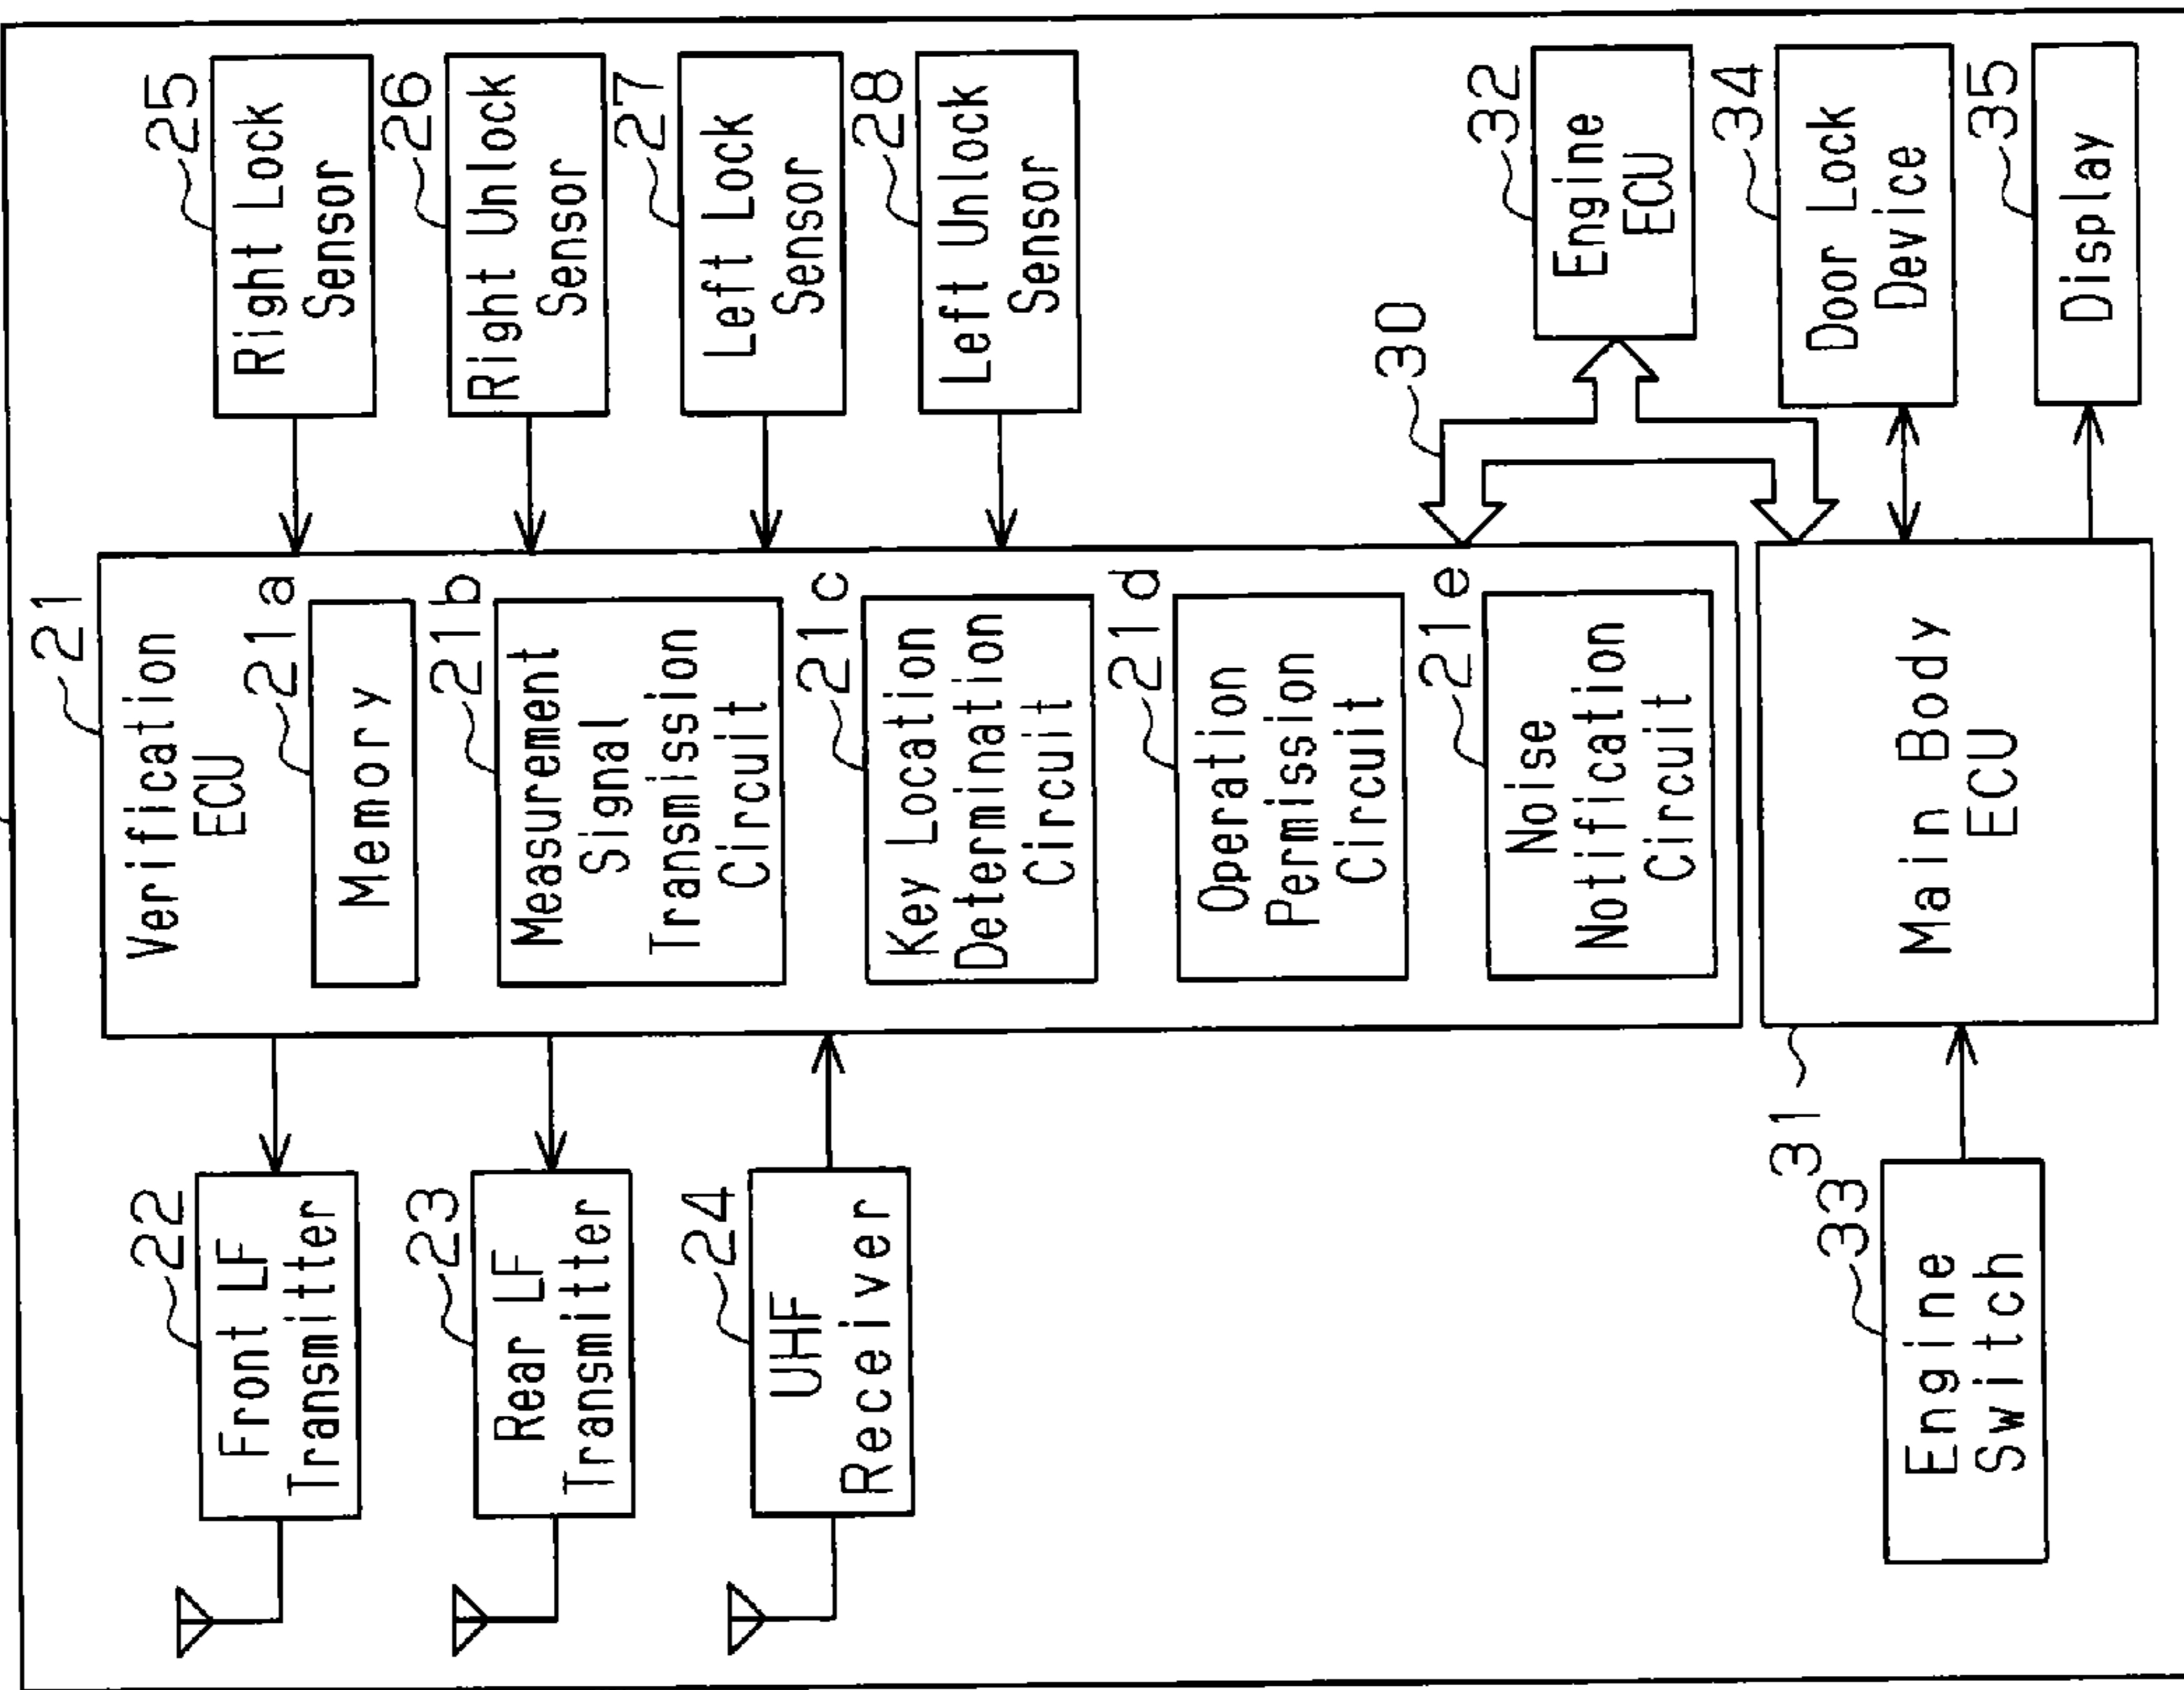 21
Verification
ECU
21a
Memory
21b
Measurement
Signal
Transmission
Circuit
21c
Key Location
Determination
Circuit
21d
Operation
Permission
Circuit
21e
Noise
Notification
Circuit
22
Front LF
Transmitter
23
Rear LF
Transmitter
24
UHF
Receiver
25
Right Lock
Sensor
26
Right Unlock
Sensor
27
Left Lock
Sensor
28
Left Unlock
Sensor
30
32
Engine
ECU
34
Door Lock
Device
35
Display
31
Main Body
ECU
33
Engine
Switch